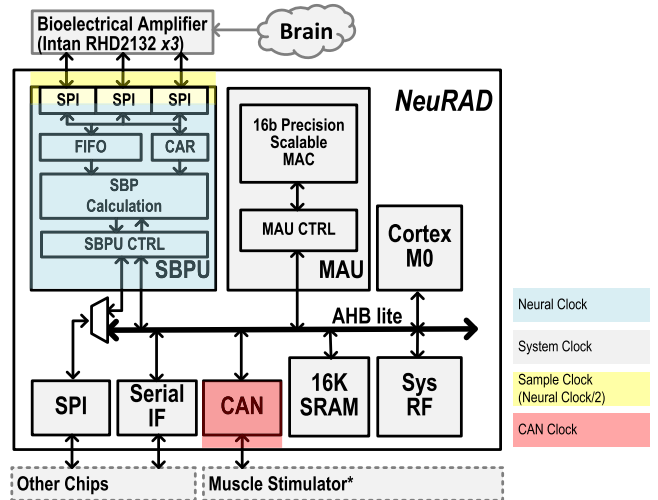 Bioelectrical Amplifier
(Intan RHD2132 x3)
Brain
NeuRAD
SPI
SPI
SPI
FIFO
CAR
SBP
Calculation
SBPU CTRL
SBPU
16b Precision
Scalable
MAC
MAU CTRL
MAU
Cortex
M0
AHB lite
SPI
Serial
IF
CAN
16K
SRAM
Sys
RF
Other Chips
Muscle Stimulator*
Neural Clock
System Clock
Sample Clock
(Neural Clock/2)
CAN Clock